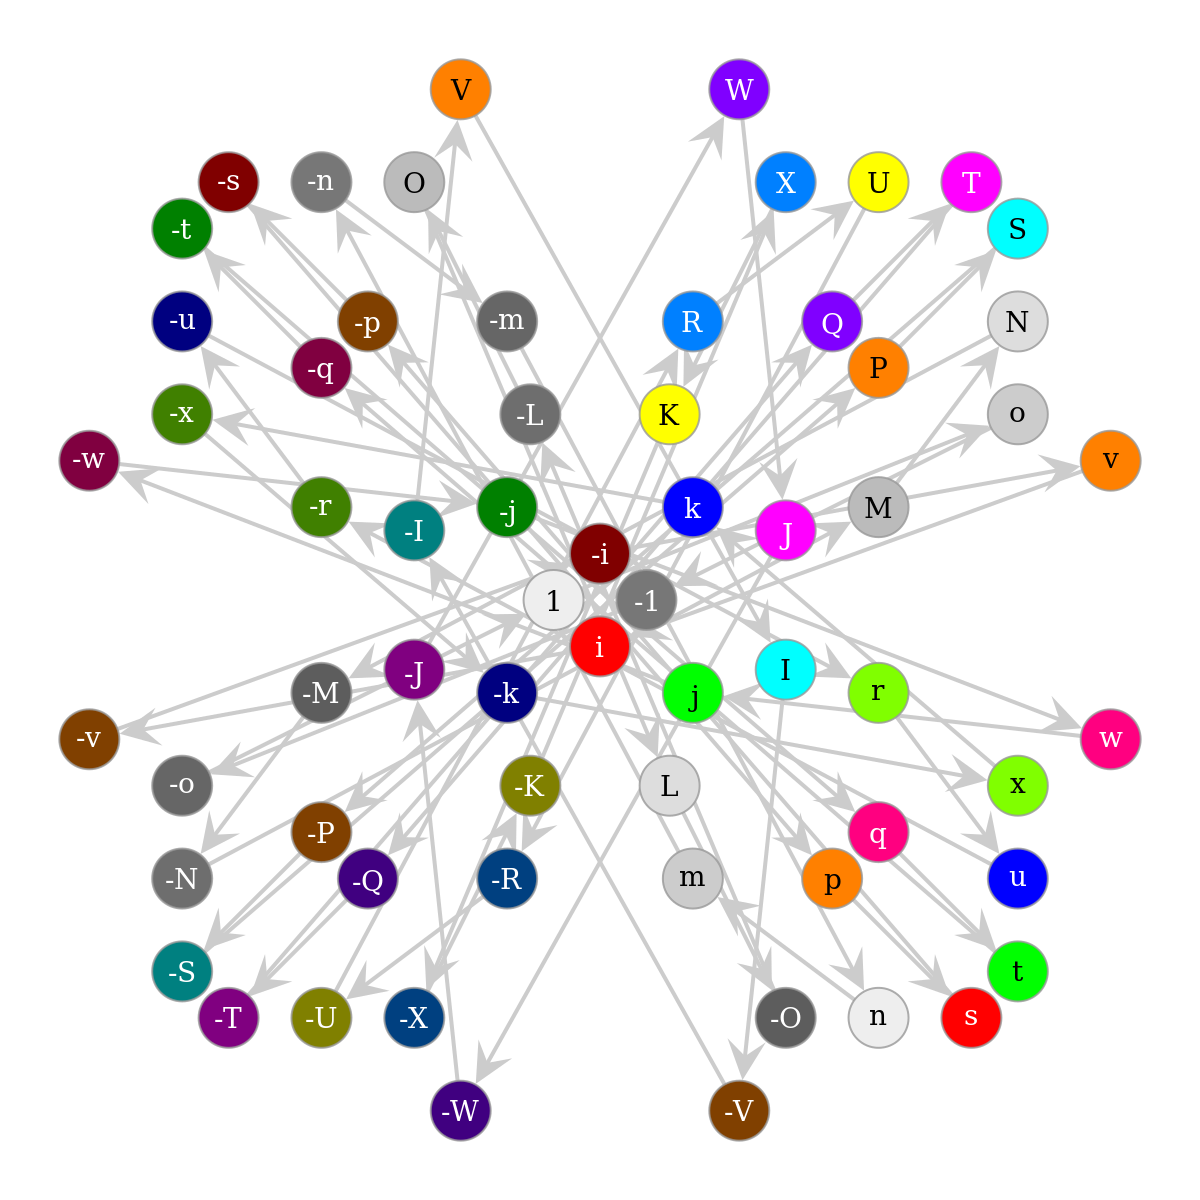 V W
-s -n O X U T
-t S
-u -p -m R Q N
-q P
-x -L K o
-w v
-r -j k M
-I J
-i
1 -1
i
-J I
-M -k j r
-v w
-o -K L x
-P q
-N -Q -R m p u
-S t
-T -U -X -O n s
-W -V